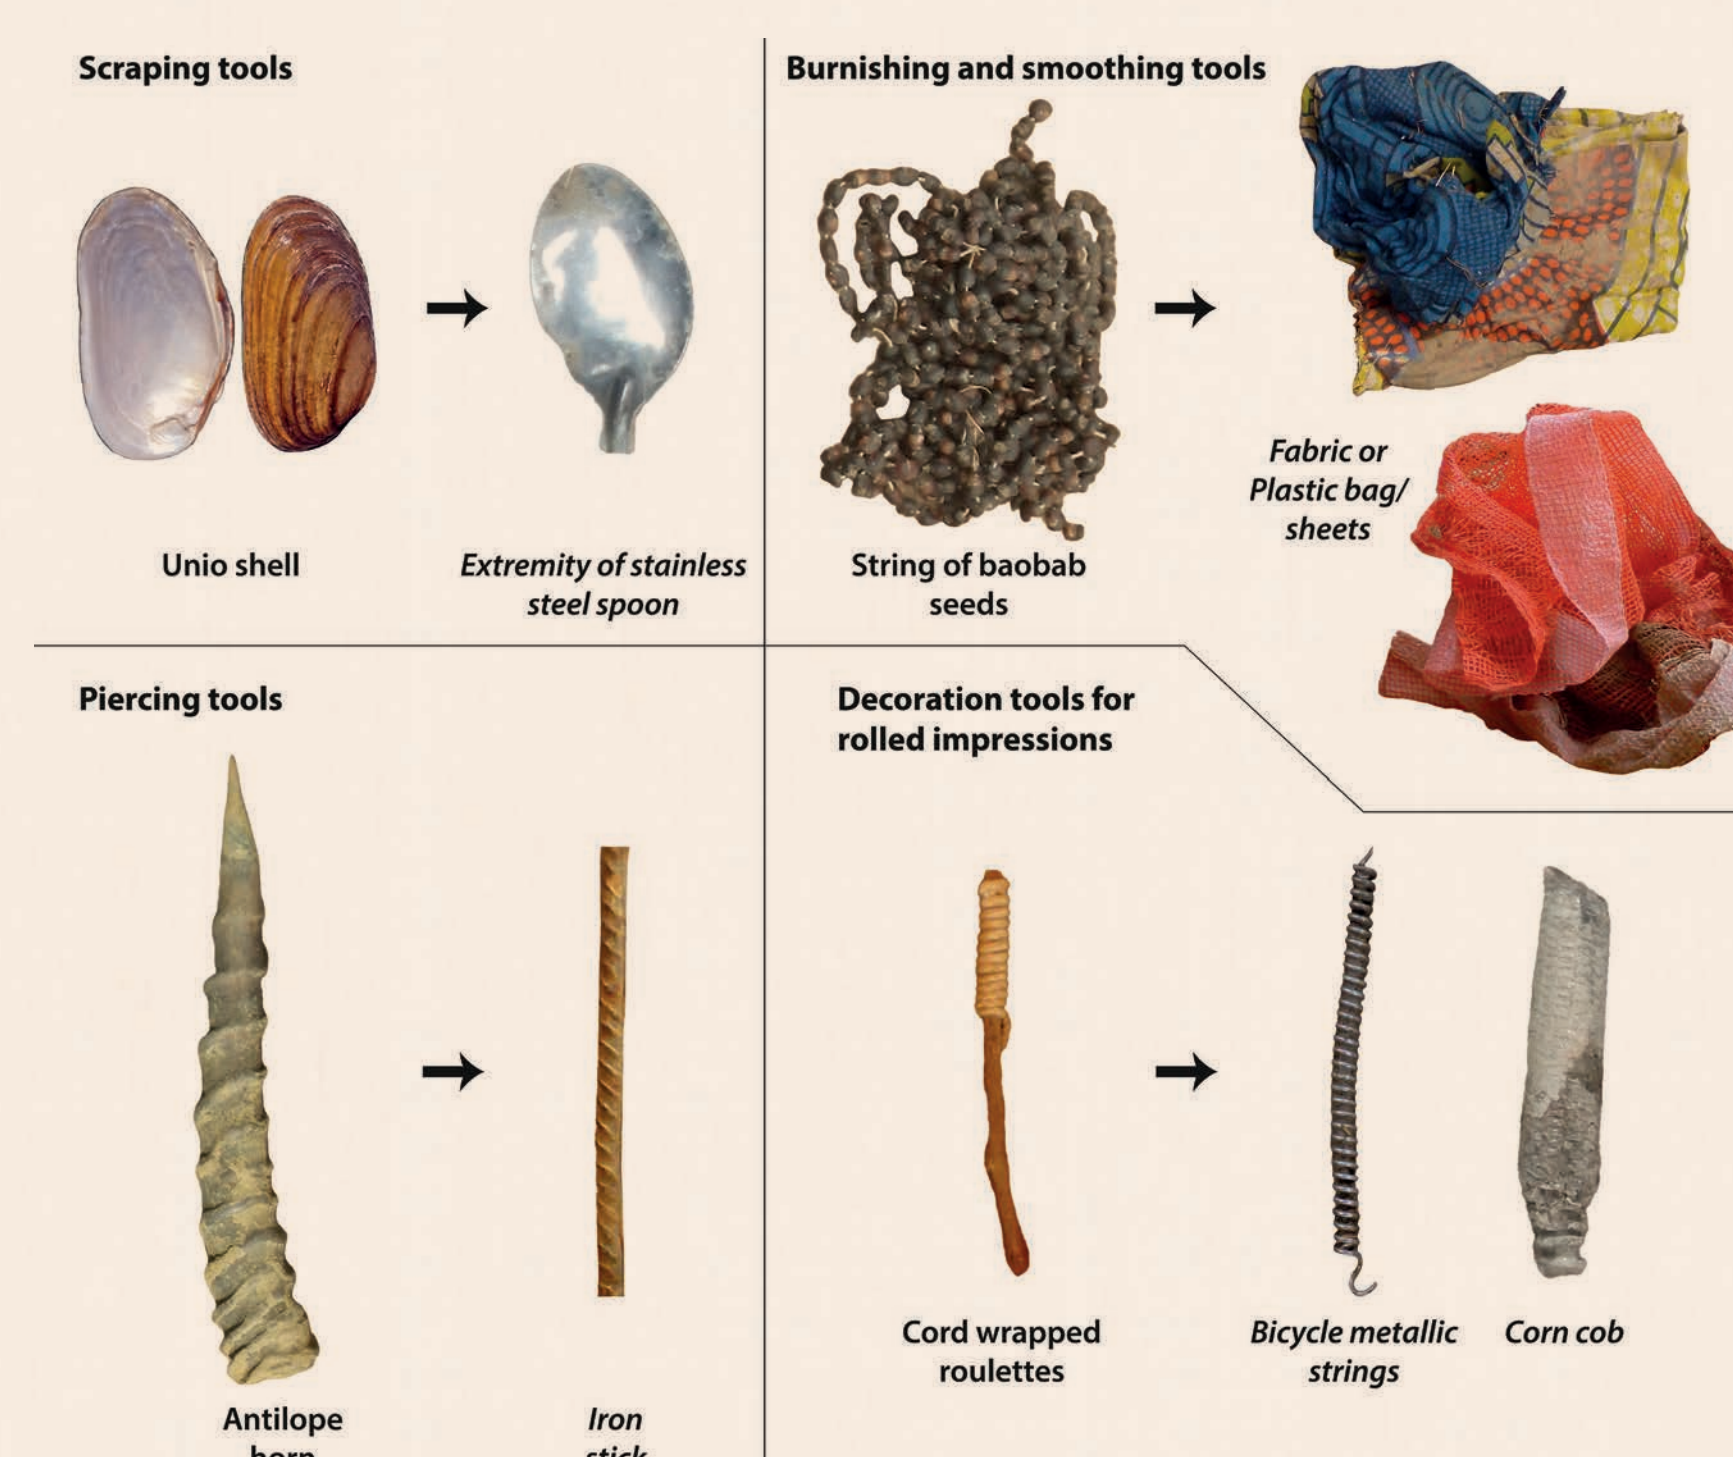 Scraping tools
Unio shell
Extremity of stainless
steel spoon
Burnishing and smoothing tools
String of baobab
seeds
Fabric or
Plastic bag/
sheets
Piercing tools
Antilope
horn
Iron
stick
Decoration tools for
rolled impressions
Cord wrapped
roulettes
Bicycle metallic
strings
Corn cob